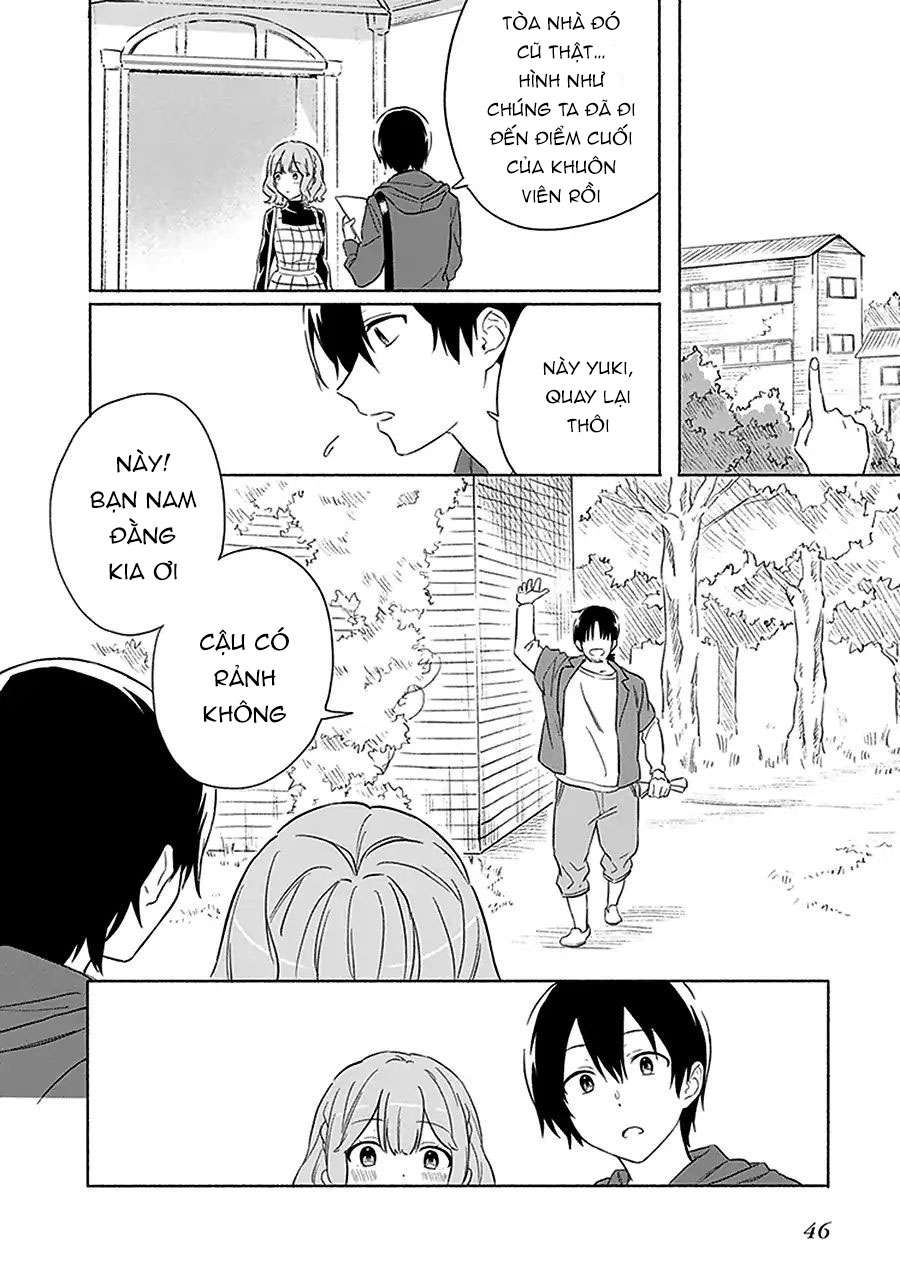 TÒA NHÀ ĐÓ
CŨ THẬT...
HÌNH NHƯ
CHÚNG TA ĐÃ ĐI
ĐẾN ĐIỂM CUỐI
CỦA KHUÔN
VIÊN RỒI
NÀY YUKI,
QUAY LẠI
THÔI
NÀY!
BẠN NAM
ĐẰNG
KIA ƠI
CẬU CÓ
RẢNH
KHÔNG
46